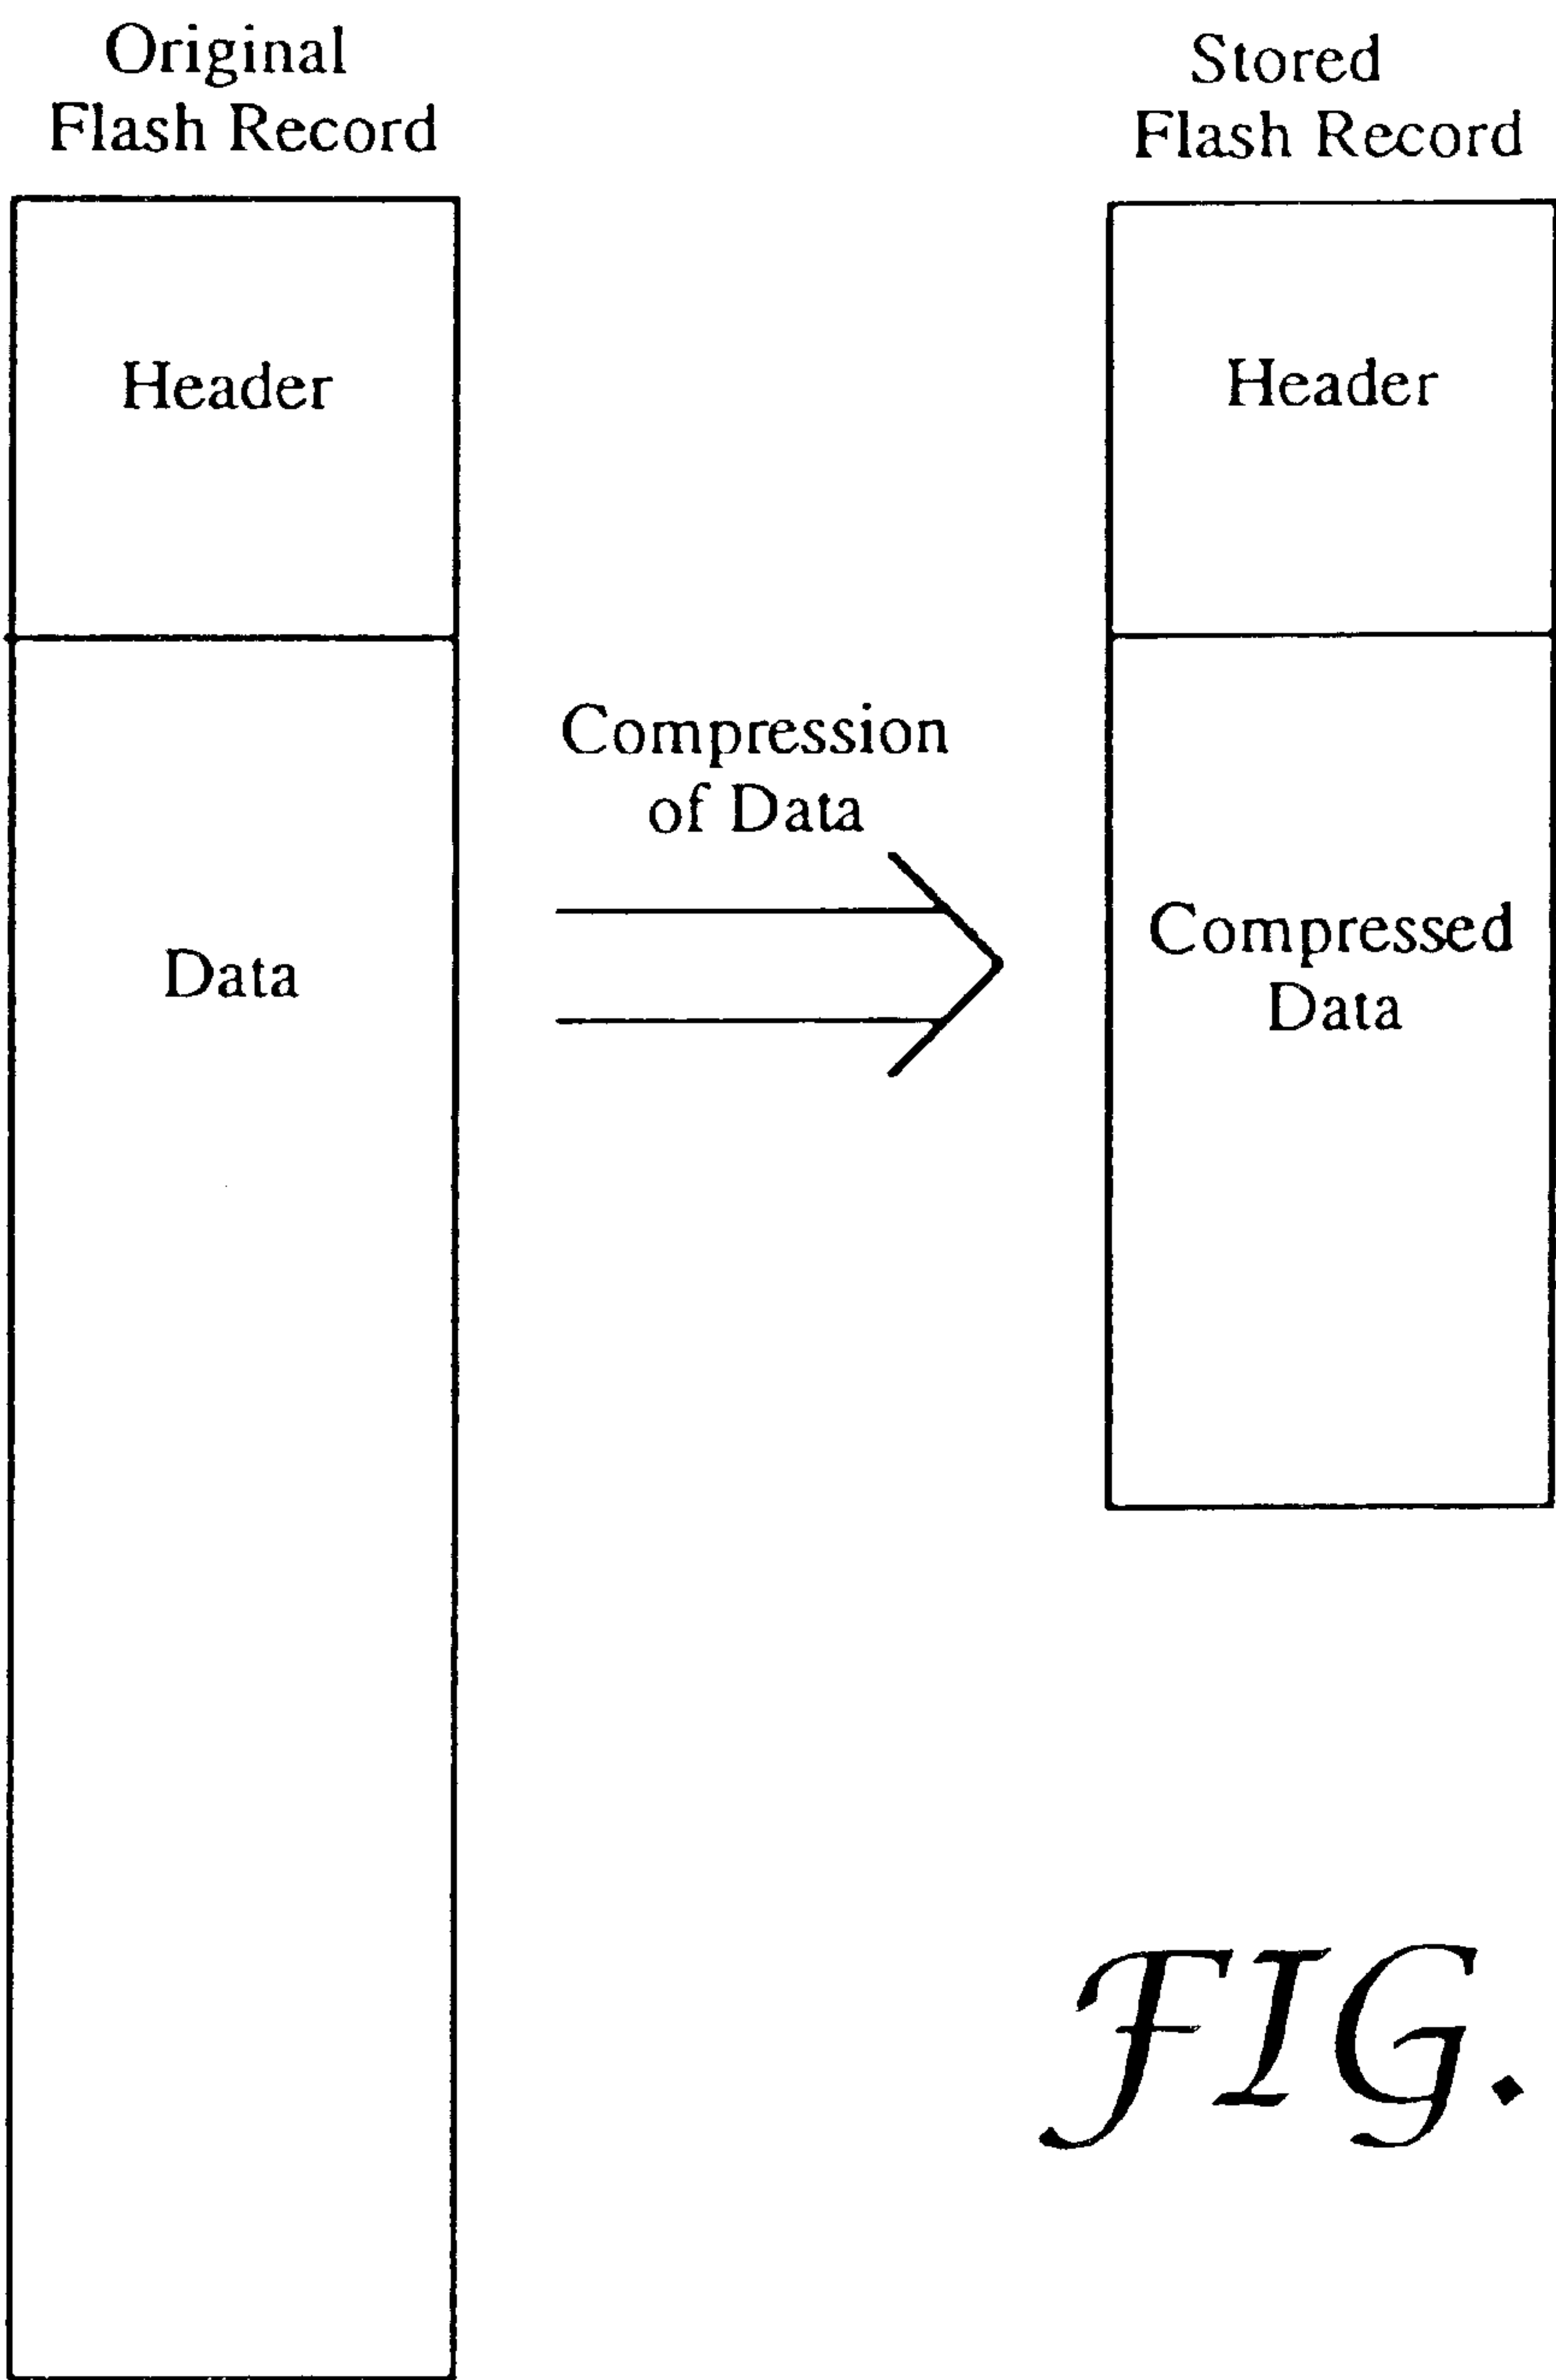 Original
Flash Record
Stored
Flash Record
Header
Header
Compression
of Data
Data
Compressed
Data
FIG.